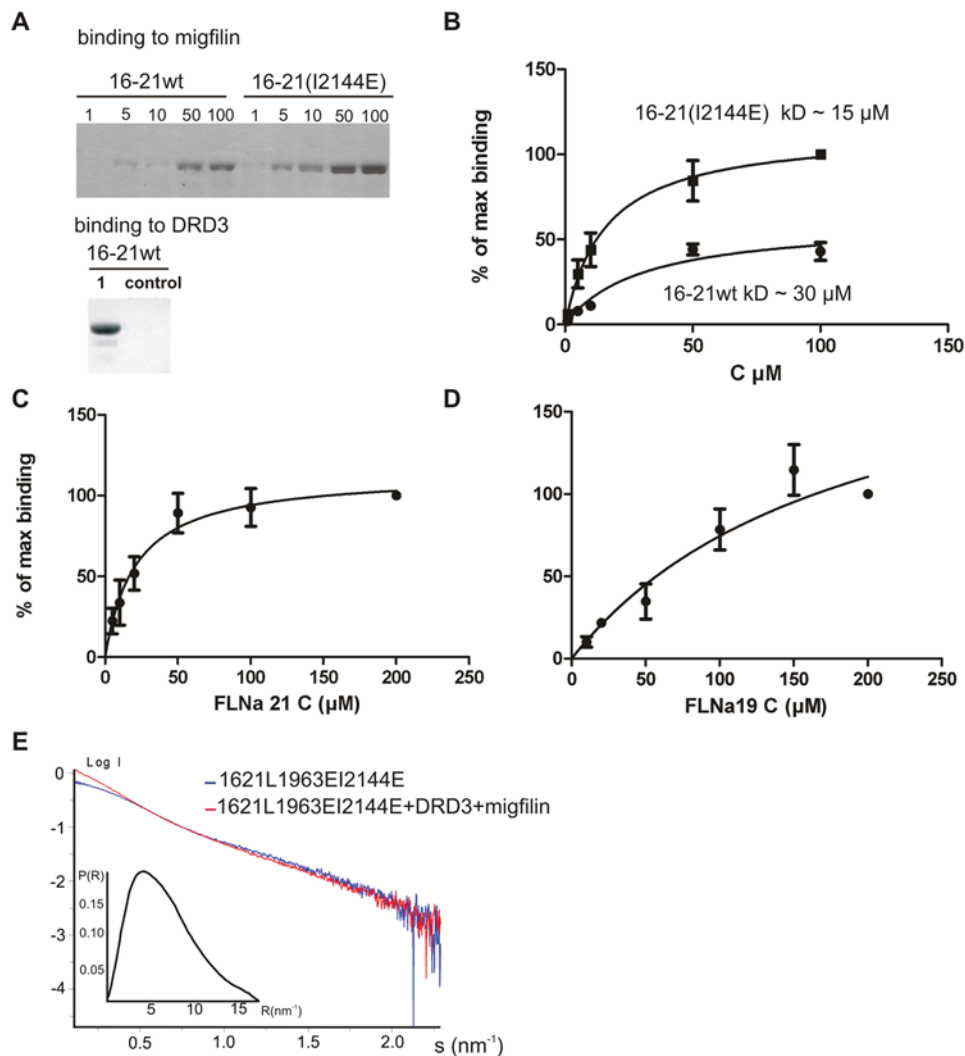 A
binding to migfilin
16-21wt 16-21(I2144E)
1 5 10 50 100 1 5 10 50 100
binding to DRD3
16-21wt
1 control
B
150
100
50
0
% of max binding
16-21(I2144E) kD ~ 15 µM
16-21wt kD ~ 30 µM
0 50 100 150
C µM
C
150
100
50
0
% of max binding
0 50 100 150 200 250
FLNa 21 C (µM)
D
150
100
50
0
% of max binding
0 50 100 150 200 250
FLNa19 C (µM)
E
Log I
0
-1
-2
-3
-4
1621L1963EI2144E
1621L1963EI2144E+DRD3+migfilin
P(R)
0.15
0.10
0.05
5 10 15
R(nm-1)
0.5 1.0 1.5 2.0
s (nm-1)